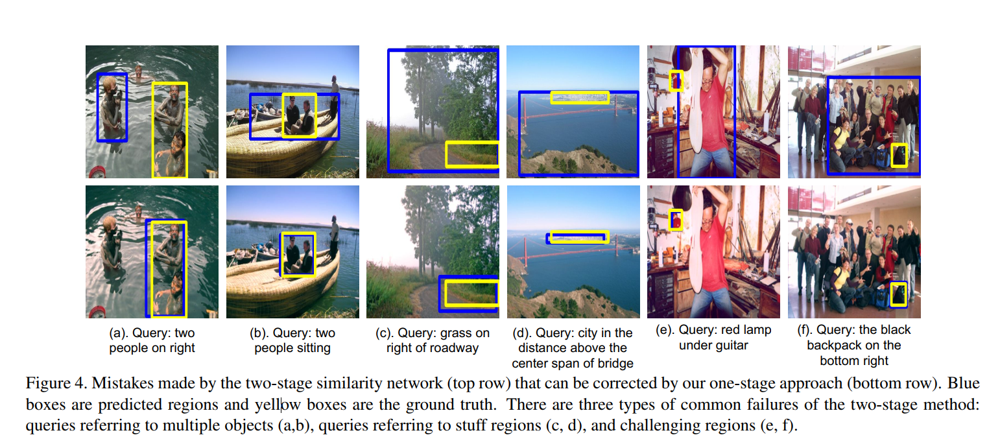 (a). Query: two
people on right
(b). Query: two
people sitting
(c). Query: grass on
right of roadway
(d). Query: city in the
distance above the
center span of bridge
(e). Query: red lamp
under guitar
(f). Query: the black
backpack on the
bottom right
Figure 4. Mistakes made by the two-stage similarity network (top row) that can be corrected by our one-stage approach (bottom row). Blue
boxes are predicted regions and yellow boxes are the ground truth. There are three types of common failures of the two-stage method:
queries referring to multiple objects (a,b), queries referring to stuff regions (c, d), and challenging regions (e, f).